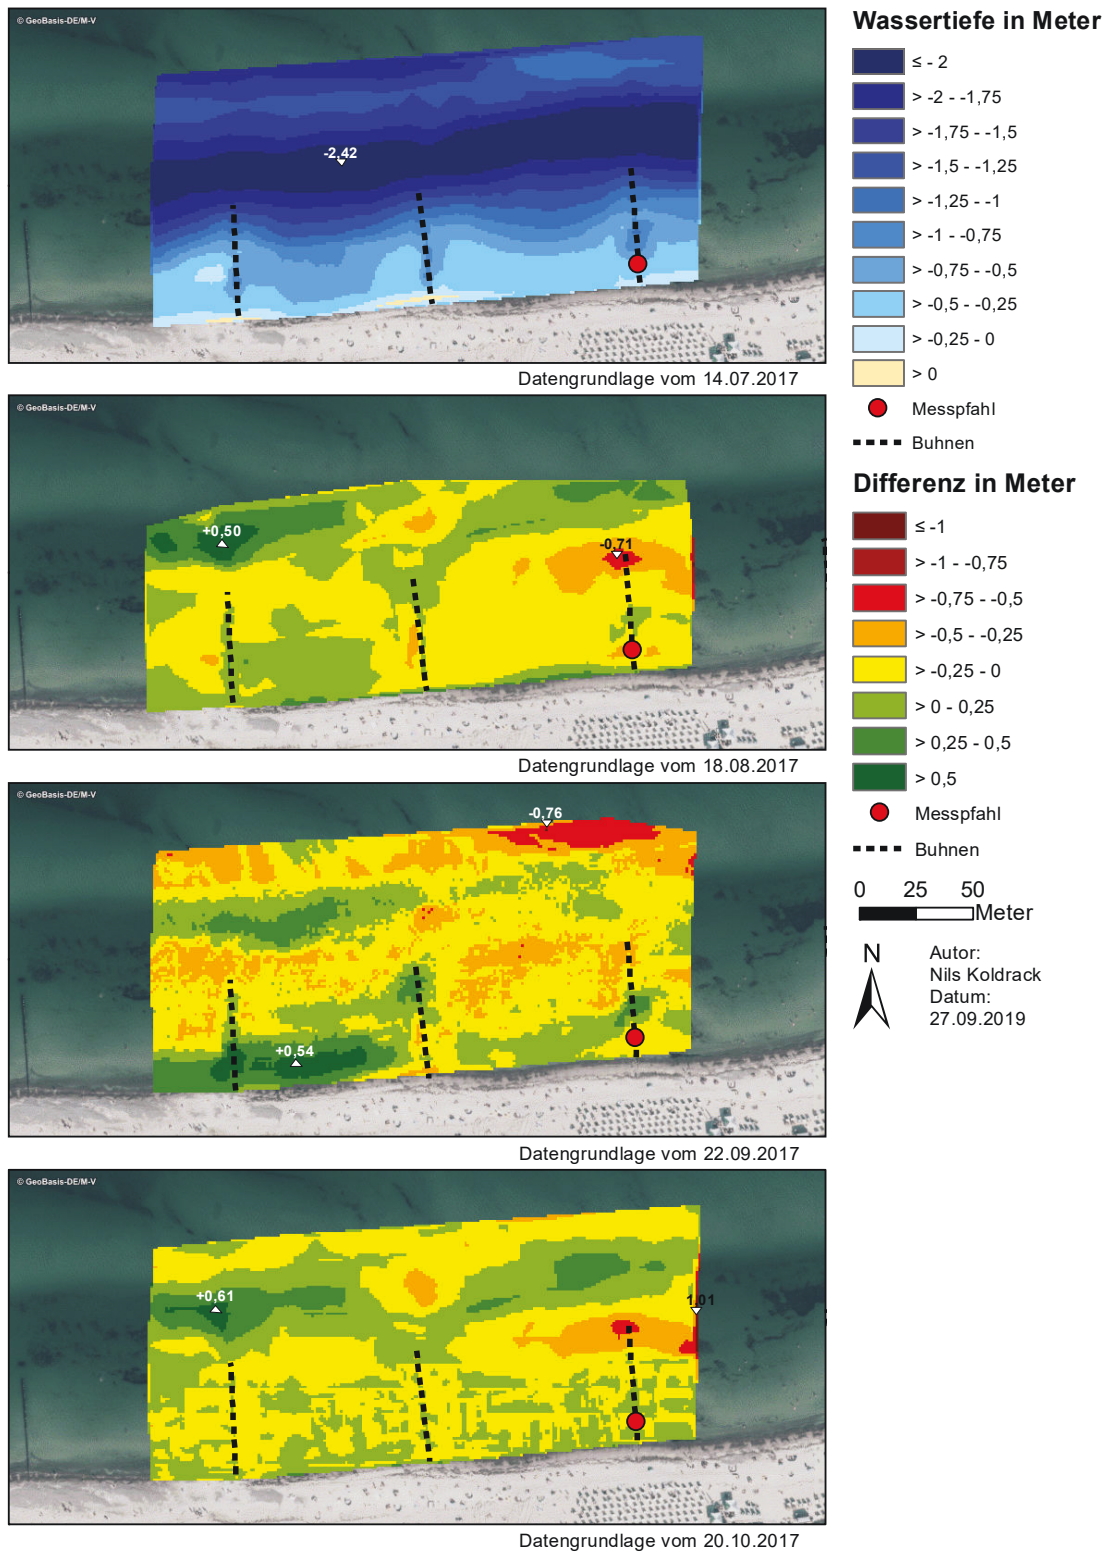 © GeoBasis-DE/M-V
-2,42
Datengrundlage vom 14.07.2017
© GeoBasis-DE/M-V
+0,50
-0,71
Datengrundlage vom 18.08.2017
© GeoBasis-DE/M-V
-0,76
+0,54
Datengrundlage vom 22.09.2017
© GeoBasis-DE/M-V
+0,61
1,01
Datengrundlage vom 20.10.2017
Wassertiefe in Meter
≤ - 2
> -2 - -1,75
> -1,75 - -1,5
> -1,5 - -1,25
> -1,25 - -1
> -1 - -0,75
> -0,75 - -0,5
> -0,5 - -0,25
> -0,25 - 0
> 0
Messpfahl
Buhnen
Differenz in Meter
≤ -1
> -1 - -0,75
> -0,75 - -0,5
> -0,5 - -0,25
> -0,25 - 0
> 0 - 0,25
> 0,25 - 0,5
> 0,5
Messpfahl
Buhnen
0 25 50
Meter
N
Autor:
Nils Koldrack
Datum:
27.09.2019